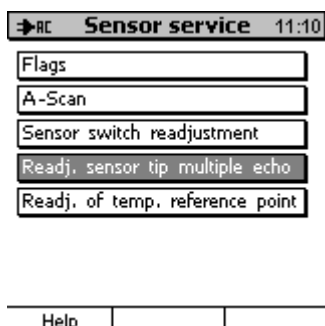 AC Sensor service 11:10
Flags
A-Scan
Sensor switch readjustment
Readj. sensor tip multiple echo
Readj. of temp. reference point
Help